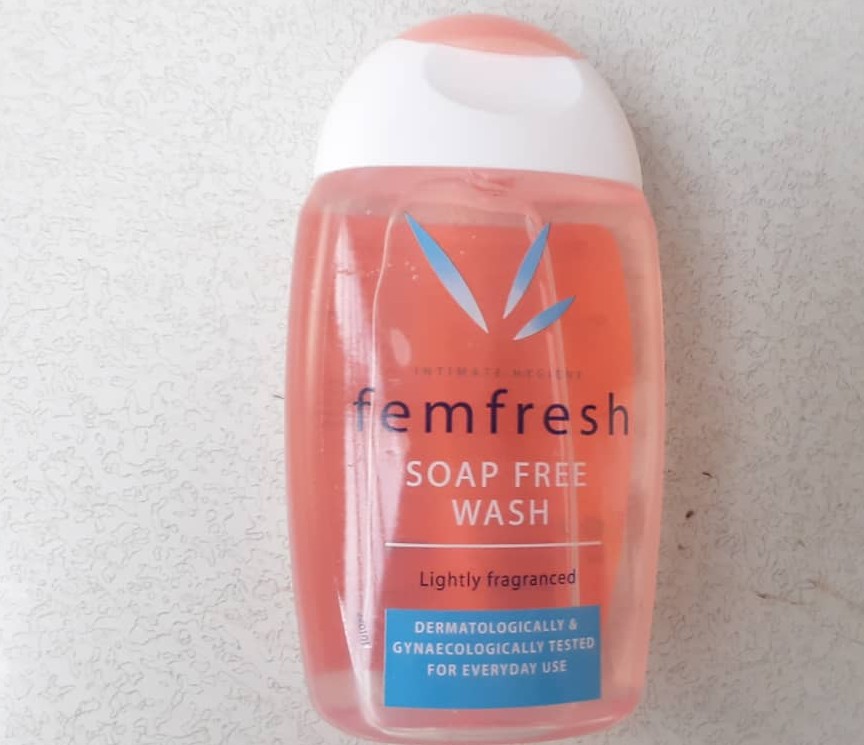 INTIMATE HYGIENE
femfresh
SOAP FREE
WASH
Lightly fragranced
DERMATOLOGICALLY &
GYNAECOLOGICALLY TESTED
FOR EVERYDAY USE